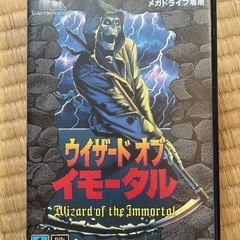 メガドライブ専用
ウィザード オブ
イモータル
Wizard of the Immortal